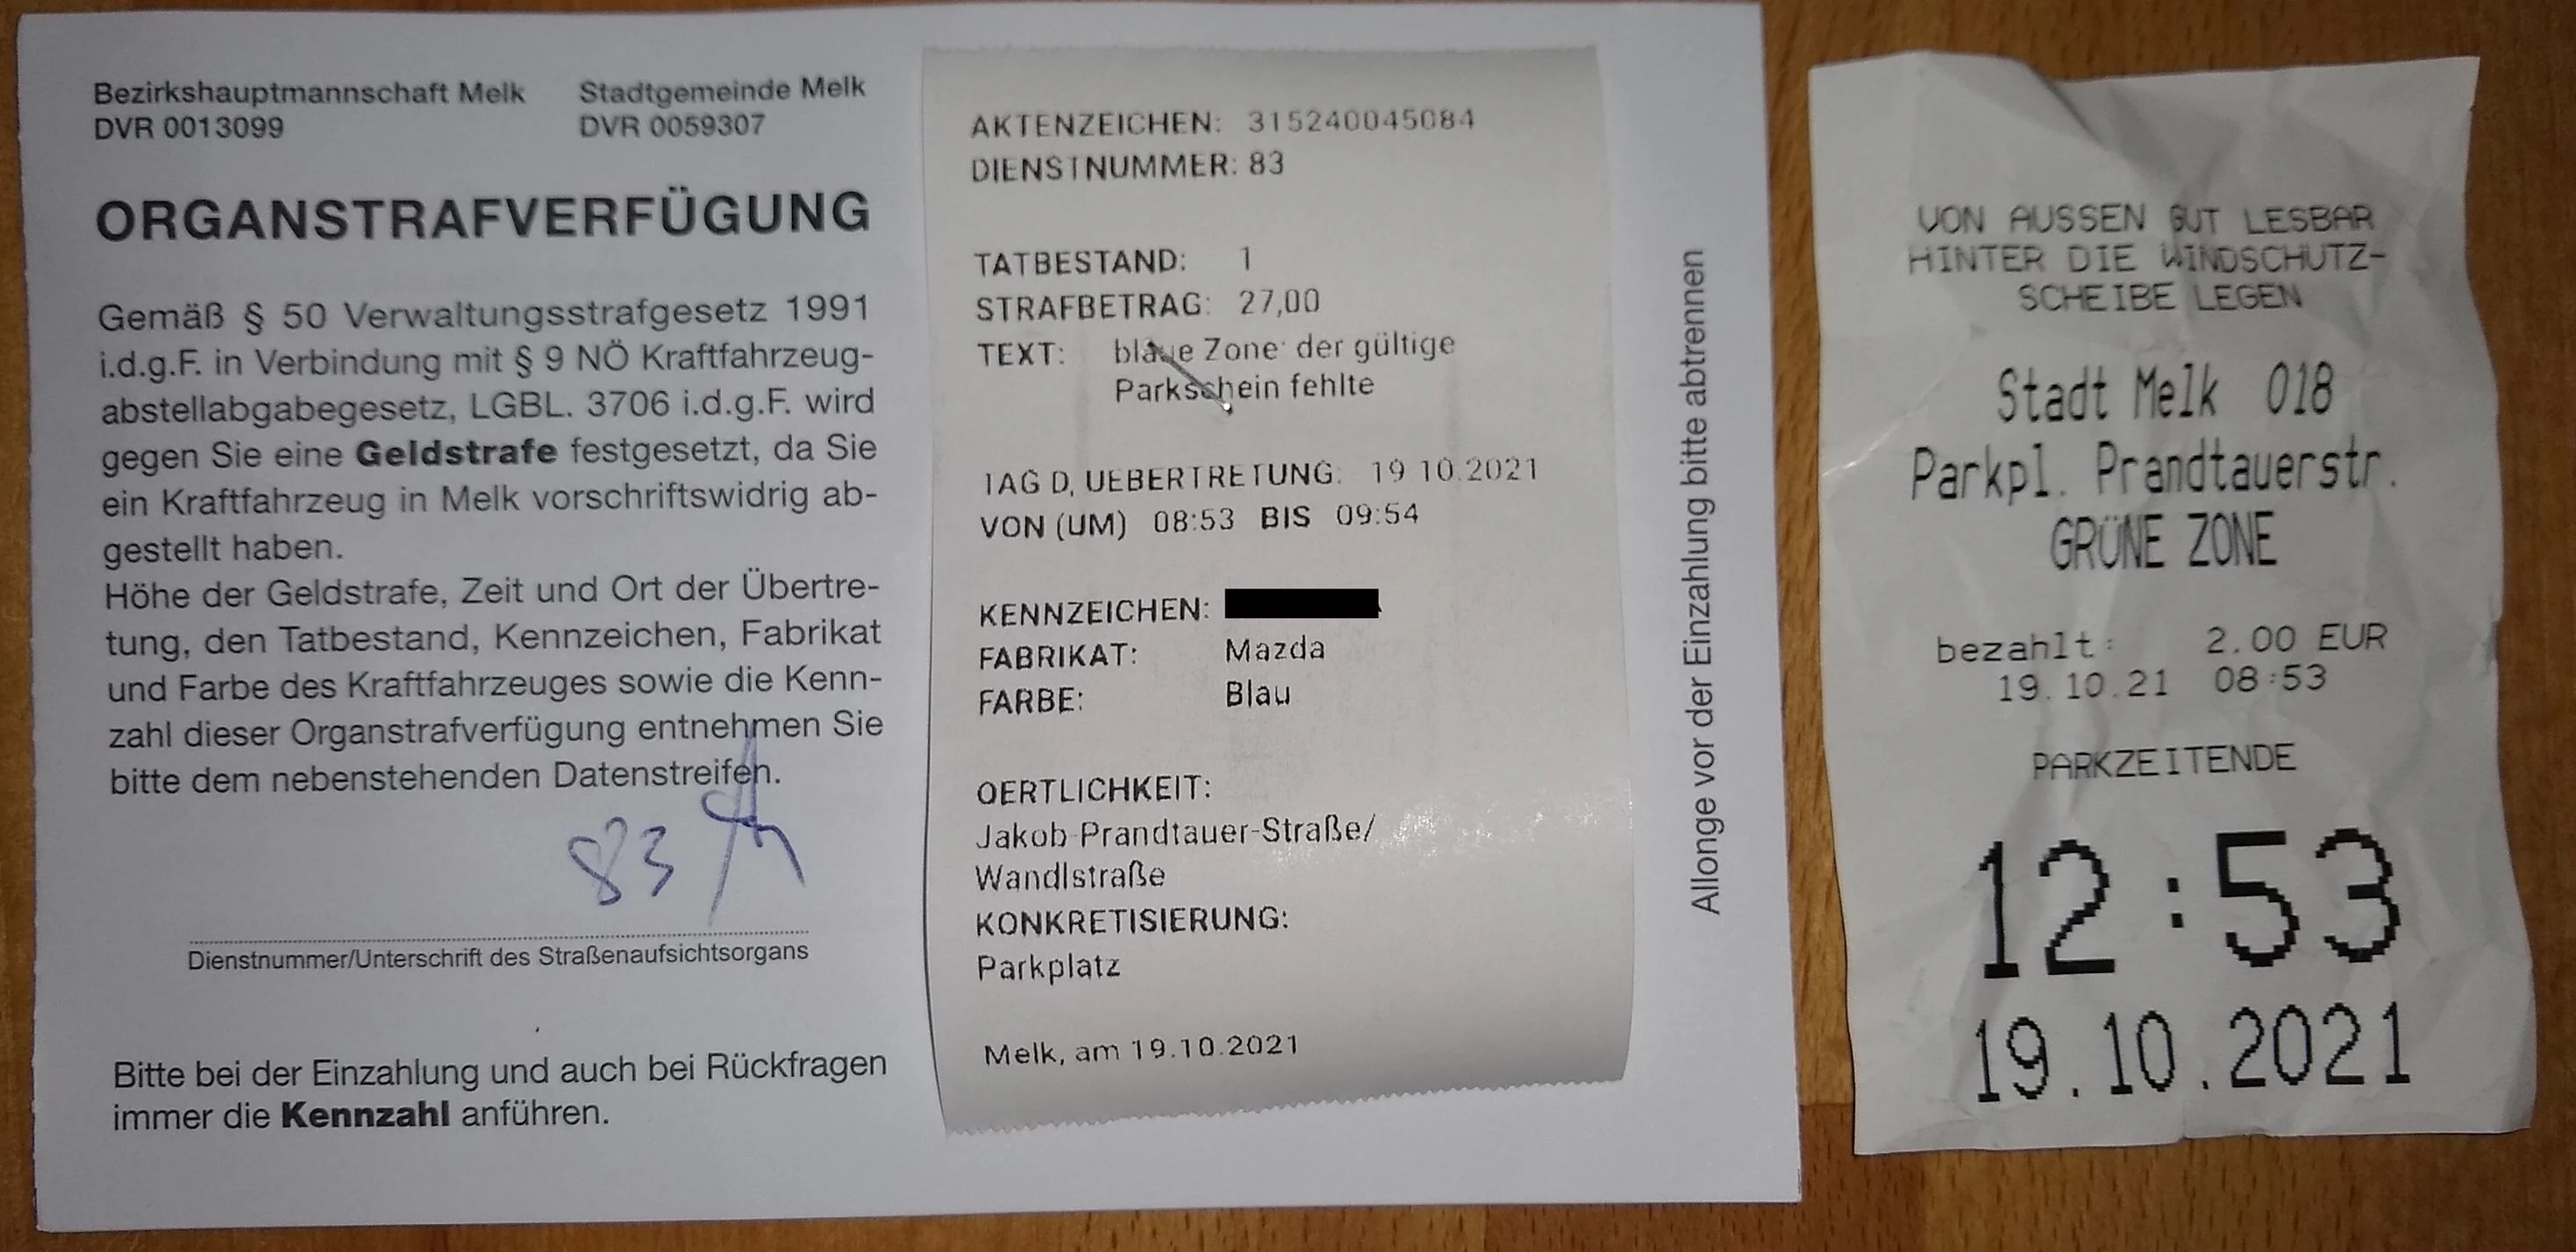 Bezirkshauptmannschaft Melk
DVR 0013099
Stadtgemeinde Melk
DVR 0059307
ORGANSTRAFVERFÜGUNG
Gemäß § 50 Verwaltungsstrafgesetz 1991
i.d.g.F. in Verbindung mit § 9 NÖ Kraftfahrzeug-
abstellabgabegesetz, LGBL. 3706 i.d.g.F. wird
gegen Sie eine Geldstrafe festgesetzt, da Sie
ein Kraftfahrzeug in Melk vorschriftswidrig ab-
gestellt haben.
Höhe der Geldstrafe, Zeit und Ort der Übertre-
tung, den Tatbestand, Kennzeichen, Fabrikat
und Farbe des Kraftfahrzeuges sowie die Kenn-
zahl dieser Organstrafverfügung entnehmen Sie
bitte dem nebenstehenden Datenstreifen.
83
Dienstnummer/Unterschrift des Straßenaufsichtsorgans
Bitte bei der Einzahlung und auch bei Rückfragen
immer die Kennzahl anführen.
AKTENZEICHEN: 315240045084
DIENSTNUMMER: 83
TATBESTAND: 1
STRAFBETRAG: 27,00
TEXT: blaue Zone der gültige
Parkschein fehlte
TAG D, UEBERTRETUNG: 19 10.2021
VON (UM) 08:53 BIS 09:54
KENNZEICHEN:
FABRIKAT: Mazda
FARBE: Blau
OERTLICHKEIT:
Jakob-Prandtauer-Straße/
Wandlstraße
KONKRETISIERUNG:
Parkplatz
Melk, am 19.10.2021
Allonge vor der Einzahlung bitte abtrennen
VON AUSSEN GUT LESBAR
HINTER DIE WINDSCHUTZ-
SCHEIBE LEGEN
Stadt Melk 018
Parkpl. Prandtauerstr.
GRÜNE ZONE
bezahlt: 2.00 EUR
19.10.21 08:53
PARKZEITENDE
12:53
19.10.2021